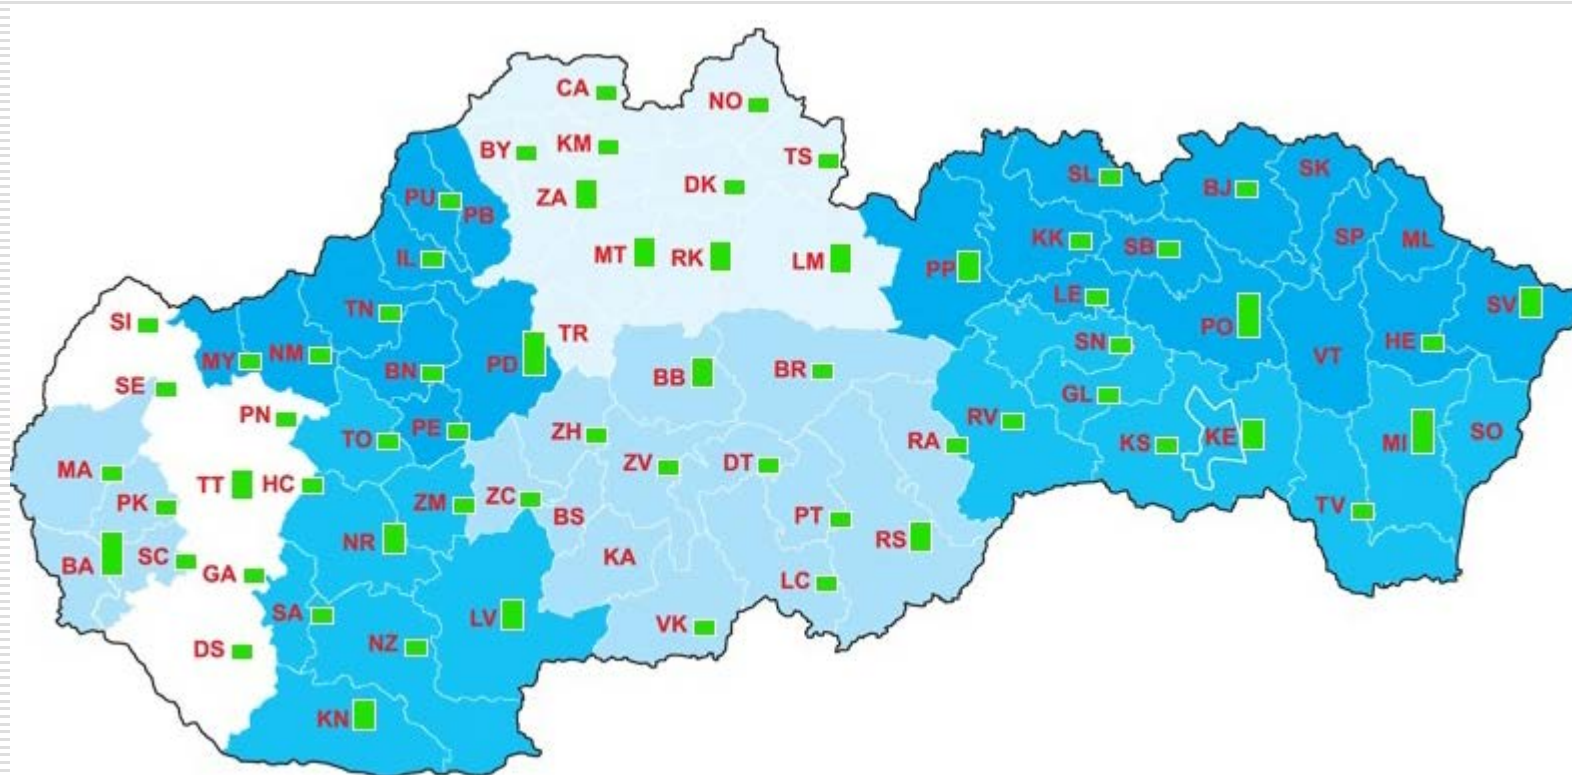 CA
NO
BY
KM
TS
ZA
DK
SL
BJ
SK
PU
PB
KK
SB
SP
ML
MT
RK
LM
PP
IL
LE
SV
TN
PO
SI
TR
SN
HE
MY
NM
BN
PD
VT
SE
BB
BR
GL
PN
TO
PE
ZH
RV
RA
KS
KE
MI
SO
MA
TT
HC
ZV
DT
PK
ZM
ZC
BS
PT
TV
BA
SC
NR
KA
RS
GA
LC
SA
LV
VK
DS
NZ
KN